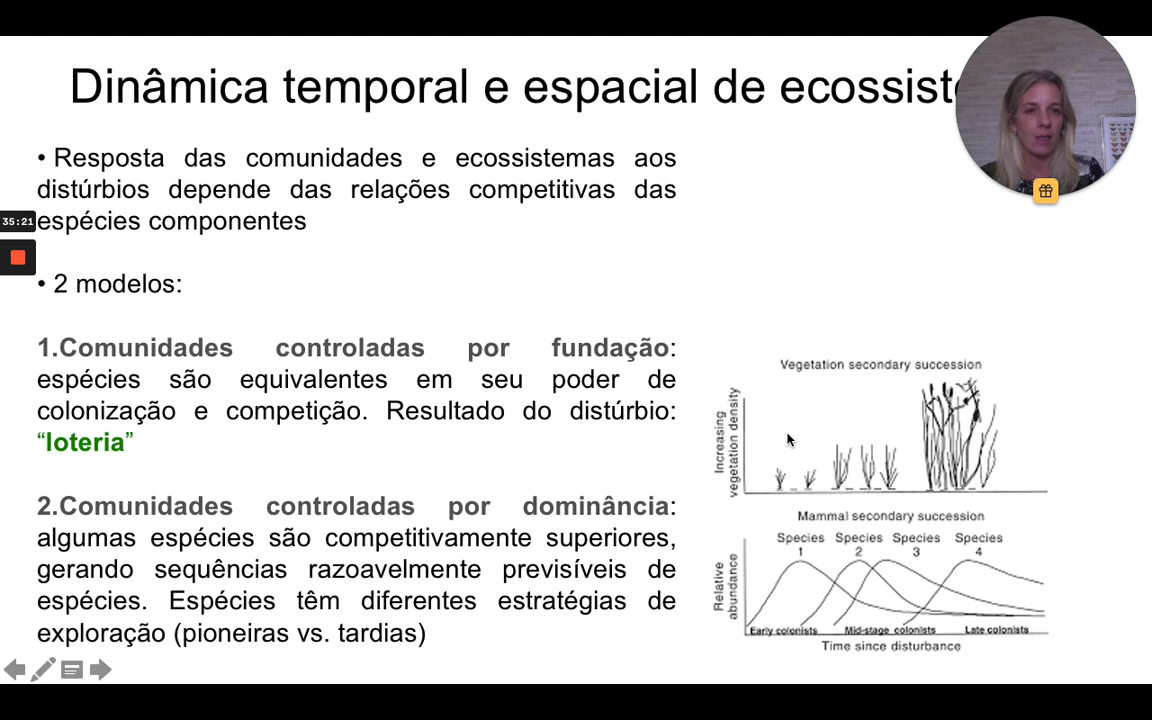 Dinâmica temporal e espacial de ecossiste
• Resposta das comunidades e ecossistemas aos
distúrbios depende das relações competitivas das
35:21
espécies componentes
• 2 modelos:
1.Comunidades controladas por fundação:
espécies são equivalentes em seu poder de
colonização e competição. Resultado do distúrbio:
“loteria”
2.Comunidades controladas por dominância:
algumas espécies são competitivamente superiores,
gerando sequências razoavelmente previsíveis de
espécies. Espécies têm diferentes estratégias de
exploração (pioneiras vs. tardias)
Vegetation secondary succession
Increasing
vegetation density
Mammal secondary succession
Species Species Species Species
1 2 3 4
Relative
abundance
Early colonists Mid-stage colonists Late colonists
Time since disturbance